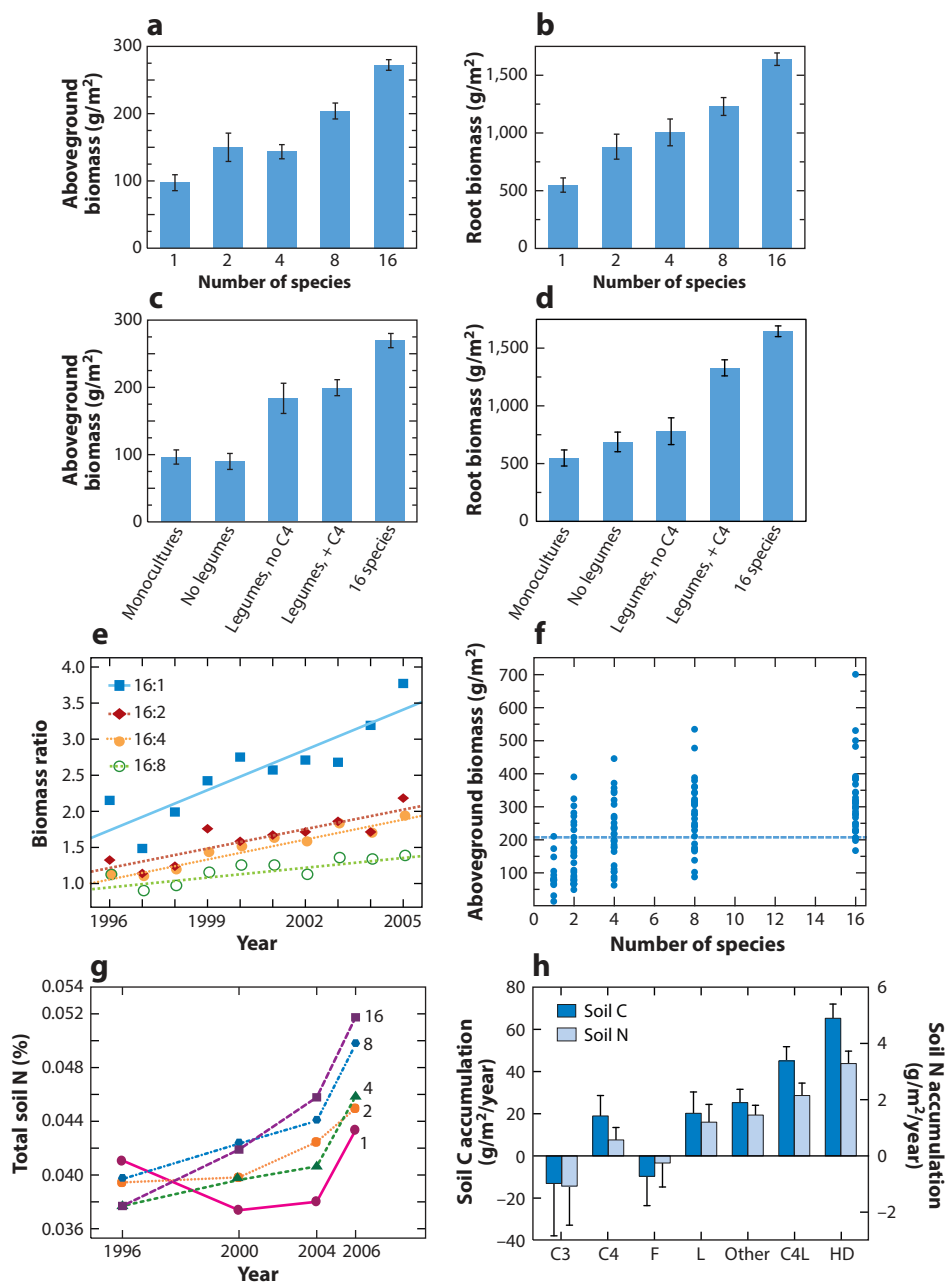 a
Aboveground
biomass (g/m²)
300
200
100
0
1 2 4 8 16
Number of species
b
Root biomass (g/m²)
1,500
1,000
500
0
1 2 4 8 16
Number of species
c
Aboveground
biomass (g/m²)
300
200
100
0
Monocultures
No legumes
Legumes, no C4
Legumes, + C4
16 species
d
Root biomass (g/m²)
1,500
1,000
500
0
Monocultures
No legumes
Legumes, no C4
Legumes, + C4
16 species
e
Biomass ratio
4.0
3.5
3.0
2.5
2.0
1.5
1.0
16:1
16:2
16:4
16:8
1996 1999 2002 2005
Year
f
Aboveground biomass (g/m²)
700
600
500
400
300
200
100
0
0 2 4 6 8 10 12 14 16
Number of species
g
Total soil N (%)
0.054
0.052
0.048
0.044
0.040
0.036
16
8
4
2
1
1996 2000 2004 2006
Year
h
Soil C accumulation
(g/m²/year)
80
60
40
20
0
−20
−40
Soil C
Soil N
6
4
2
0
−2
Soil N accumulation
(g/m²/year)
C3 C4 F L Other C4L HD